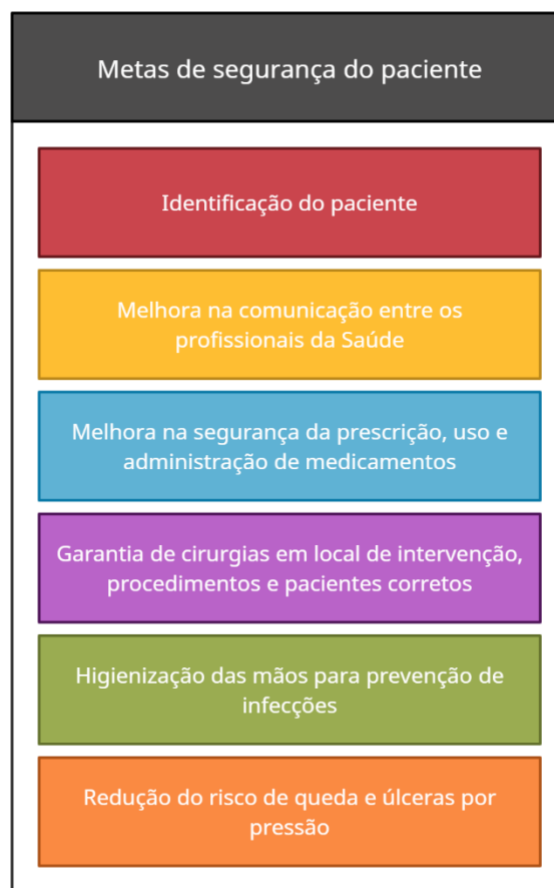 Metas de segurança do paciente
Identificação do paciente
Melhora na comunicação entre os
profissionais da Saúde
Melhora na segurança da prescrição, uso e
administração de medicamentos
Garantia de cirurgias em local de intervenção,
procedimentos e pacientes corretos
Higienização das mãos para prevenção de
infecções
Redução do risco de queda e úlceras por
pressão